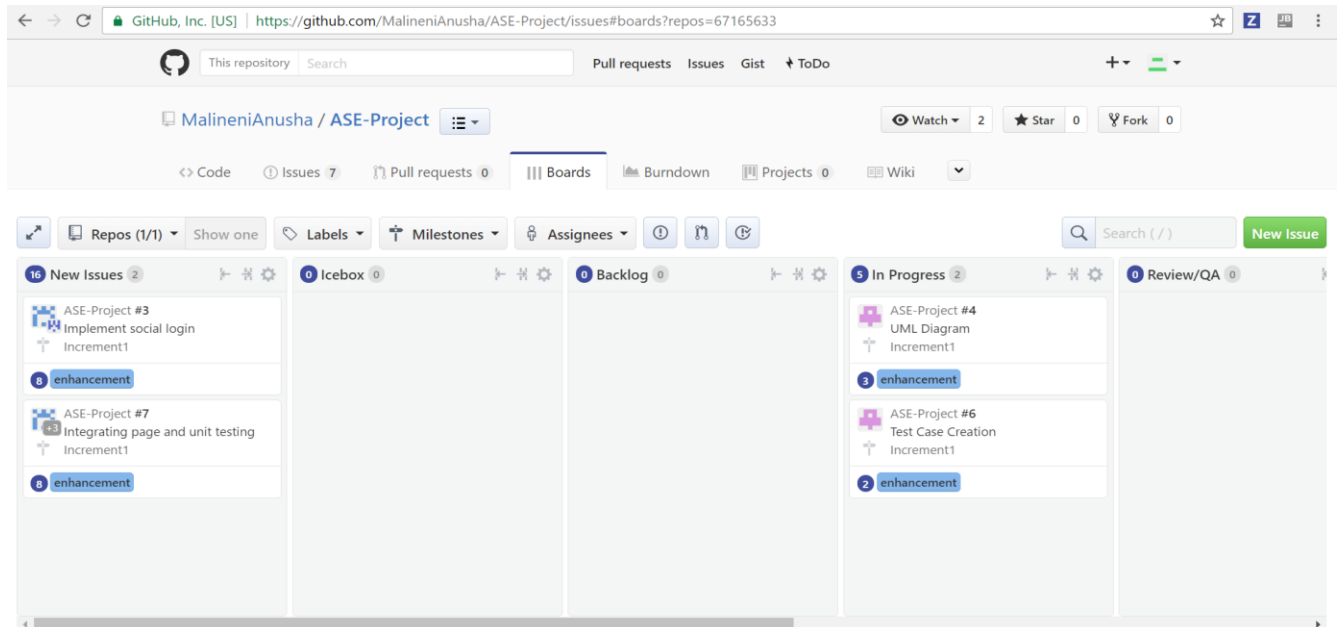 GitHub, Inc. [US] | https://github.com/MalineniAnusha/ASE-Project/issues#boards?repos=67165633 Z JB
This repository Search Pull requests Issues Gist ToDo
MalineniAnusha / ASE-Project Watch 2 Star 0 Fork 0
Code Issues 7 Pull requests 0 Boards Burndown Projects 0 Wiki
Repos (1/1) Show one Labels Milestones Assignees Search ( / ) New Issue
16 New Issues 2 0 Icebox 0 0 Backlog 0 5 In Progress 2 0 Review/QA 0
ASE-Project #3
Implement social login
Increment1
8 enhancement
ASE-Project #7
+3 Integrating page and unit testing
Increment1
8 enhancement
ASE-Project #4
UML Diagram
Increment1
3 enhancement
ASE-Project #6
Test Case Creation
Increment1
2 enhancement